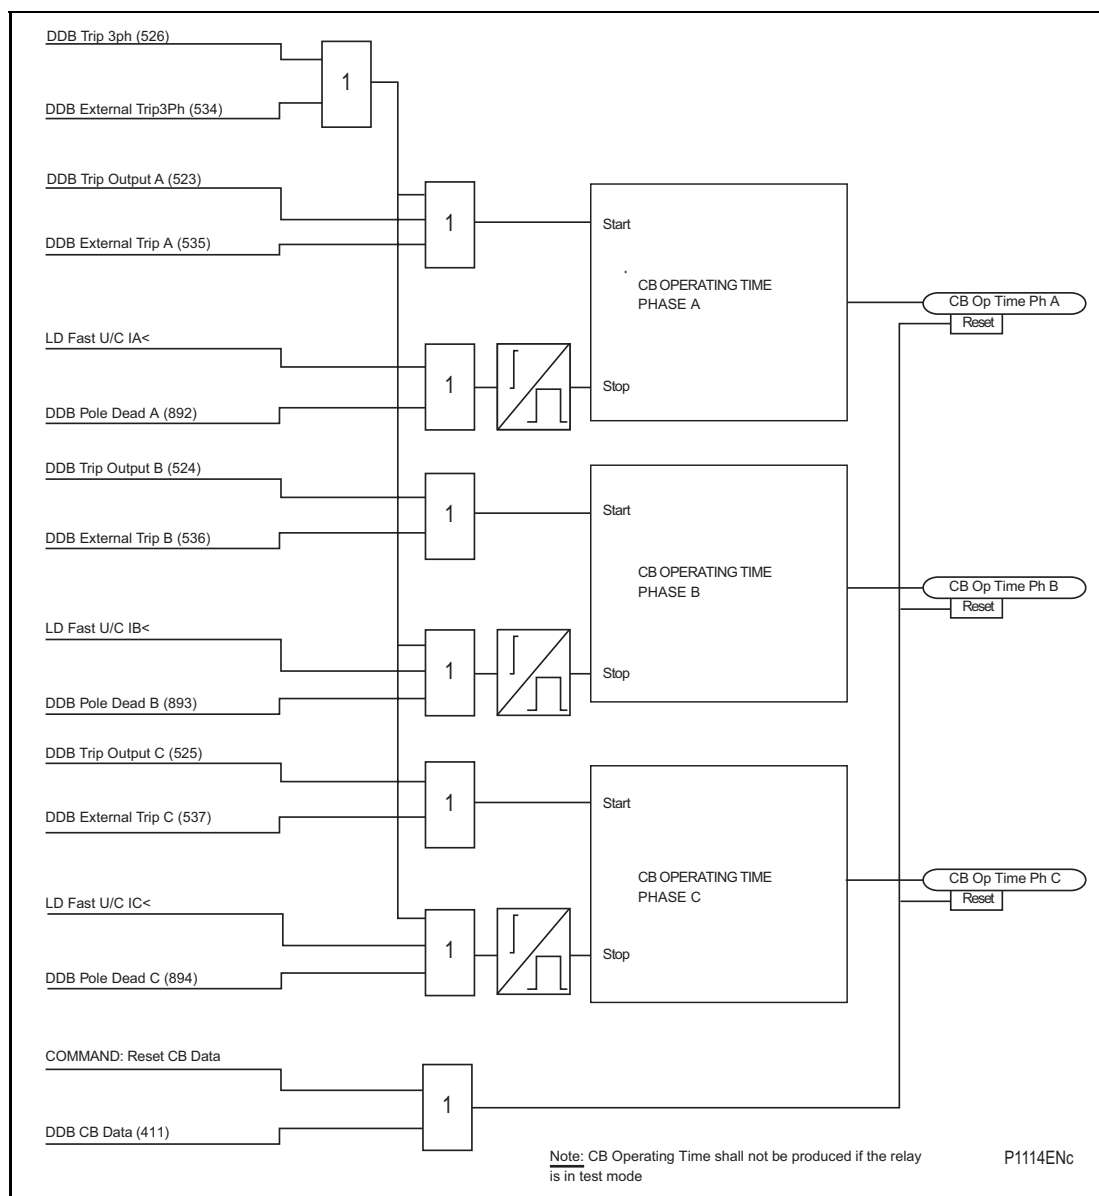 DDB Trip 3ph (526)
1
DDB External Trip3Ph (534)
DDB Trip Output A (523)
1
Start
DDB External Trip A (535)
CB OPERATING TIME
PHASE A
CB Op Time Ph A
Reset
LD Fast U/C IA<
1
Stop
DDB Pole Dead A (892)
DDB Trip Output B (524)
1
Start
DDB External Trip B (536)
CB OPERATING TIME
PHASE B
CB Op Time Ph B
Reset
LD Fast U/C IB<
1
Stop
DDB Pole Dead B (893)
DDB Trip Output C (525)
1
Start
DDB External Trip C (537)
CB OPERATING TIME
PHASE C
CB Op Time Ph C
Reset
LD Fast U/C IC<
1
Stop
DDB Pole Dead C (894)
COMMAND: Reset CB Data
1
DDB CB Data (411)
Note: CB Operating Time shall not be produced if the relay
is in test mode
P1114ENc